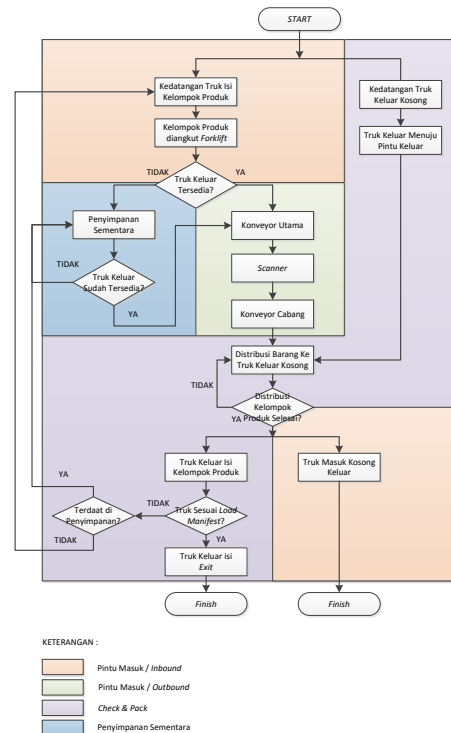 START
Kedatangan Truk Isi
Kelompok Produk
Kedatangan Truk
Keluar Kosong
Kelompok Produk
diangkut Forklift
Truk Keluar Menuju
Pintu Keluar
TIDAK
YA
Truk Keluar
Tersedia?
Penyimpanan
Sementara
Konveyor Utama
TIDAK
Truk Keluar
Sudah Tersedia?
YA
Scanner
Konveyor Cabang
Distribusi Barang Ke
Truk Keluar Kosong
TIDAK
Distribusi
Kelompok
Produk Selesai?
YA
Truk Keluar Isi
Kelompok Produk
Truk Masuk Kosong
Keluar
YA
Terdaat di
Penyimpanan?
TIDAK
Truk Sesuai Load
Manifest?
TIDAK
YA
Truk Keluar isi
Exit
Finish
Finish
KETERANGAN :
Pintu Masuk / Inbound
Pintu Masuk / Outbound
Check & Pack
Penyimpanan Sementara